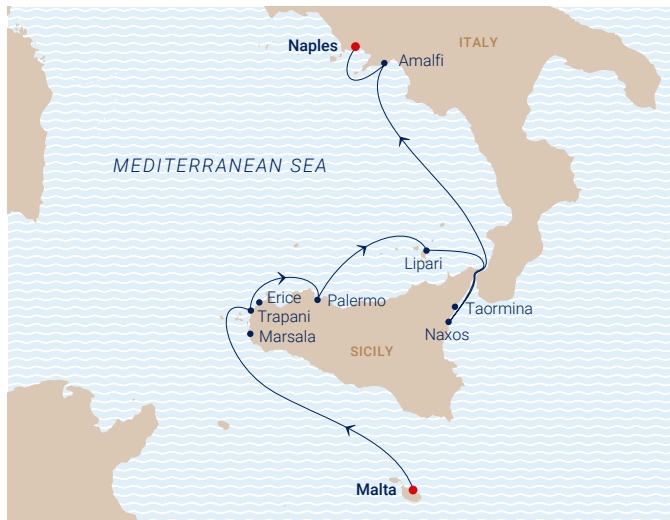 Naples
ITALY
Amalfi
MEDITERRANEAN SEA
Lipari
Erice
Palermo
Trapani
Taormina
Marsala
Naxos
SICILY
Malta